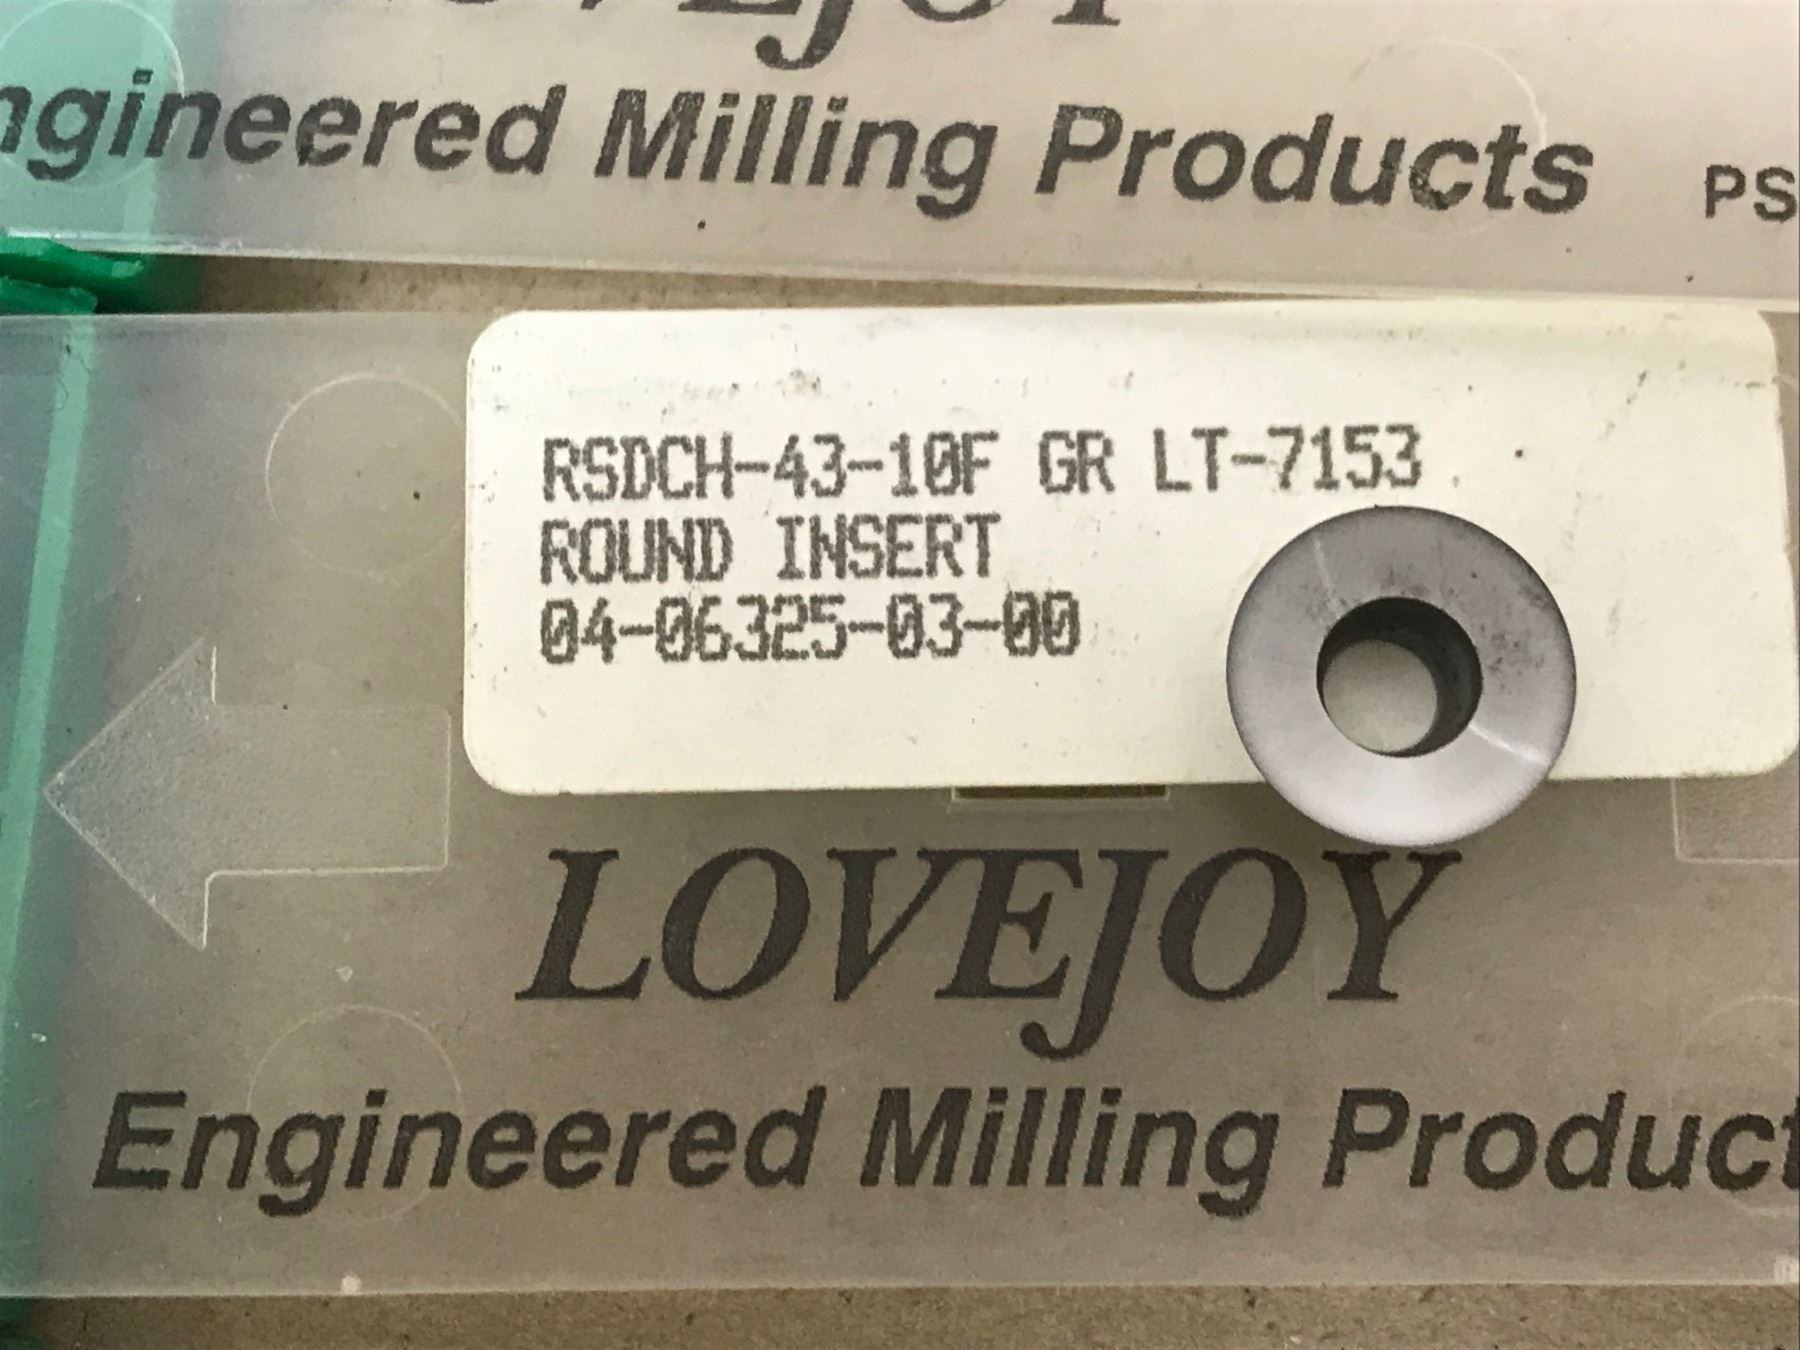 ngineered Milling Products PS
RSDCH-43-10F GR LT-7153
ROUND INSERT
04-06325-03-00
LOVEJOY
Engineered Milling Product